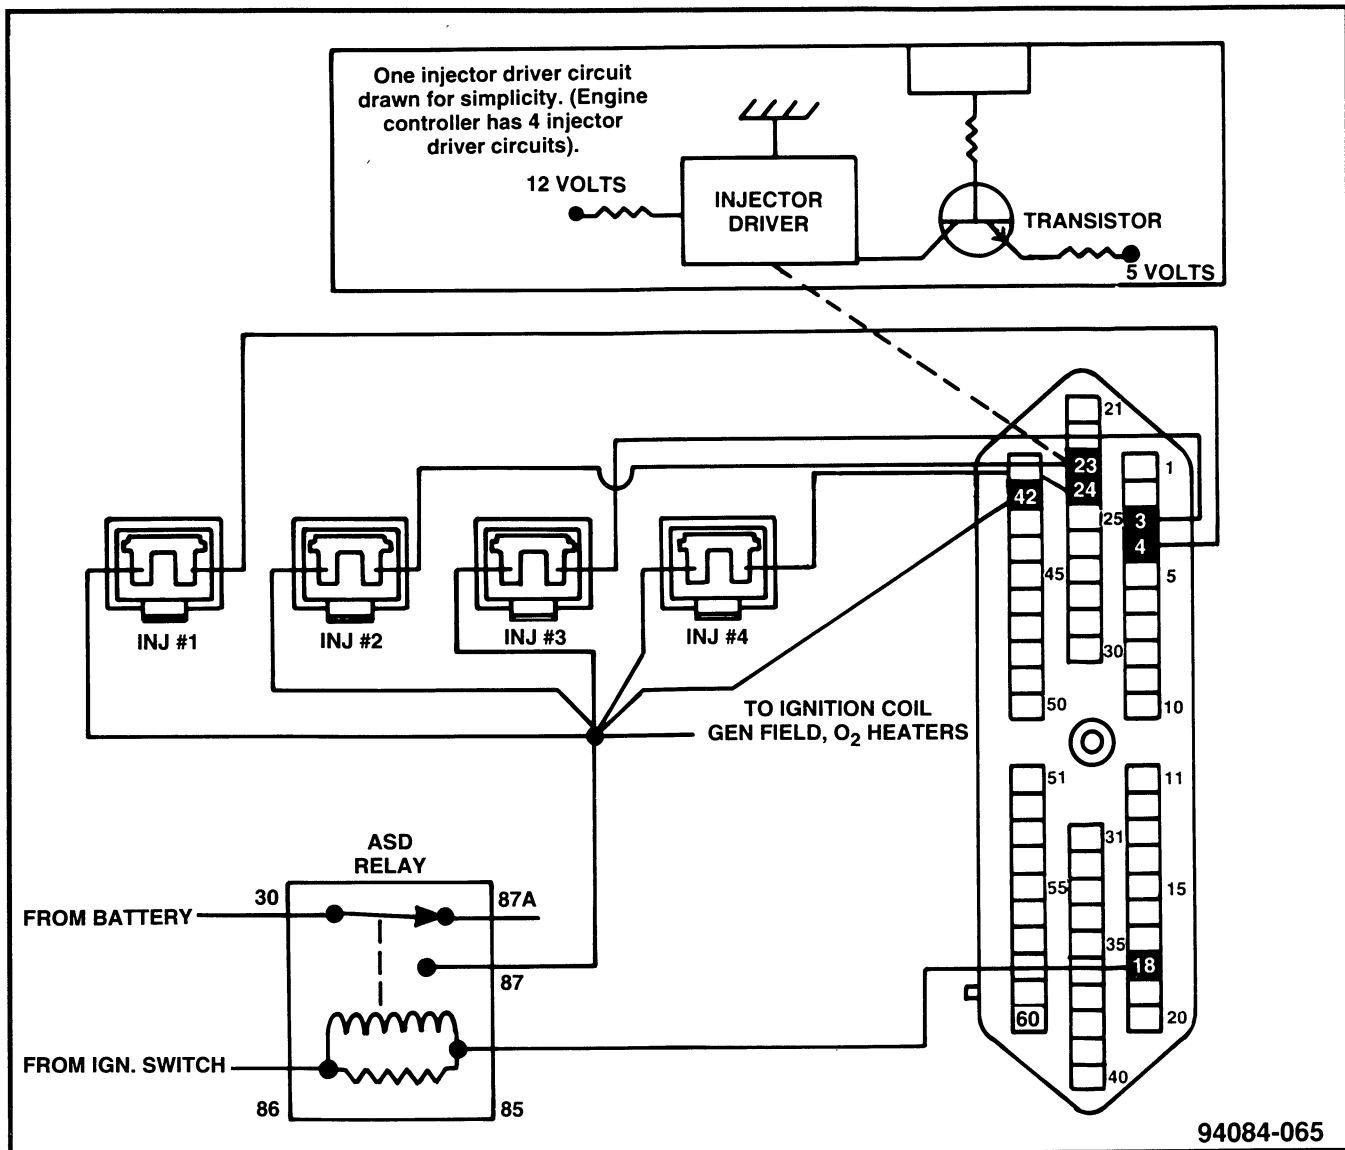 One injector driver circuit
drawn for simplicity. (Engine
controller has 4 injector
driver circuits).
12 VOLTS
INJECTOR
DRIVER
TRANSISTOR
5 VOLTS
21
23
1
42
24
25
3
4
45
5
INJ #1
INJ #2
INJ #3
INJ #4
30
50
10
TO IGNITION COIL
GEN FIELD, O2 HEATERS
51
11
31
ASD
RELAY
55
15
30
87A
FROM BATTERY
35
18
87
60
20
FROM IGN. SWITCH
40
86
85
94084-065